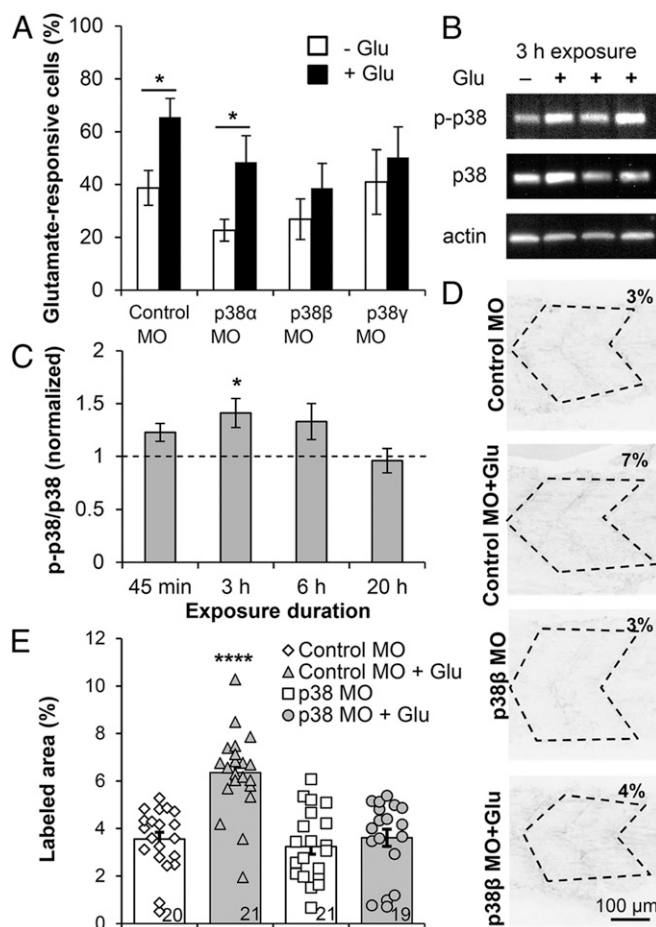 A
Glutamate-responsive cells (%)
100
80
60
40
20
0
- Glu
+ Glu
*
*
Control MO
p38α MO
p38β MO
p38γ MO
B
3 h exposure
Glu – + + +
p-p38
p38
actin
C
p-p38/p38 (normalized)
2
1.5
1
0.5
0
*
45 min
3 h
6 h
20 h
Exposure duration
D
Control MO
3%
Control MO+Glu
7%
p38β MO
3%
p38β MO+Glu
4%
100 µm
E
Labeled area (%)
12
10
8
6
4
2
0
****
Control MO
Control MO + Glu
p38 MO
p38 MO + Glu
20
21
21
19